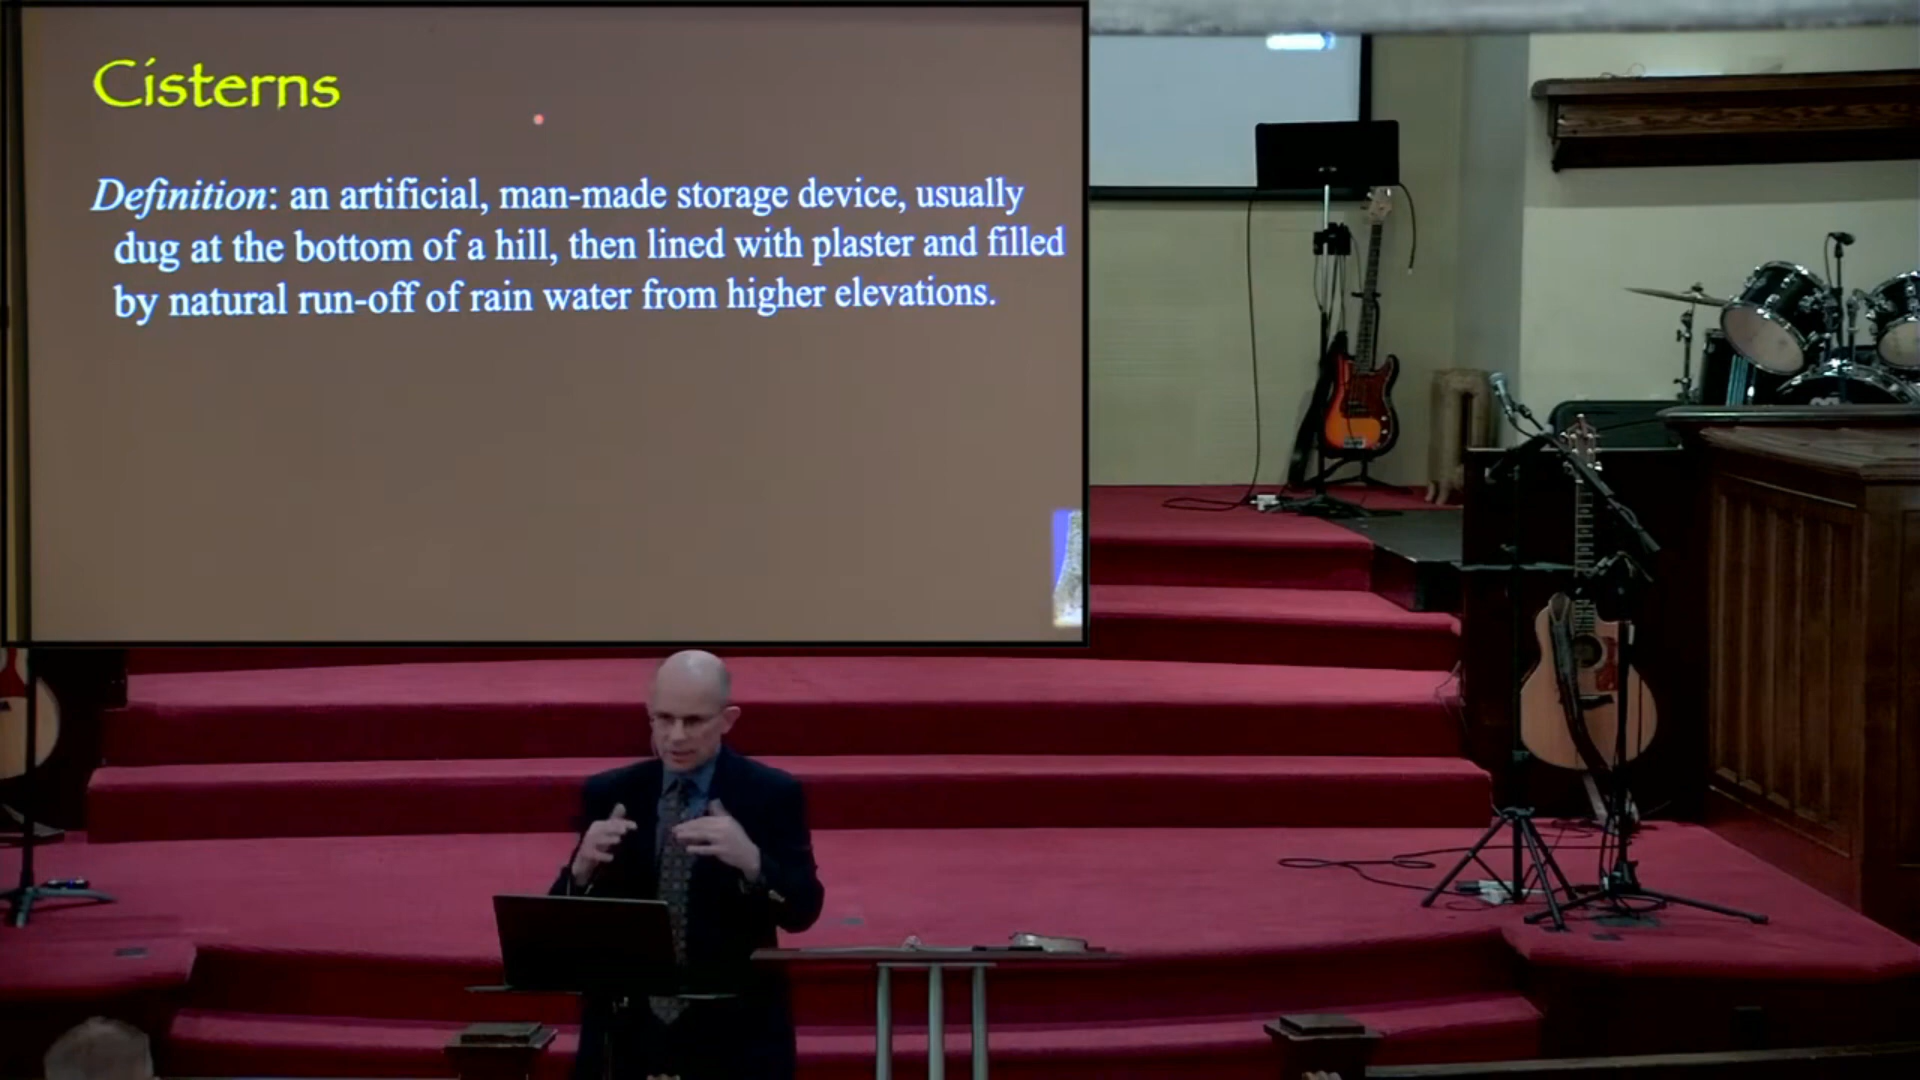 Cisterns
Definition: an artificial, man-made storage device, usually
dug at the bottom of a hill, then lined with plaster and filled
by natural run-off of rain water from higher elevations.